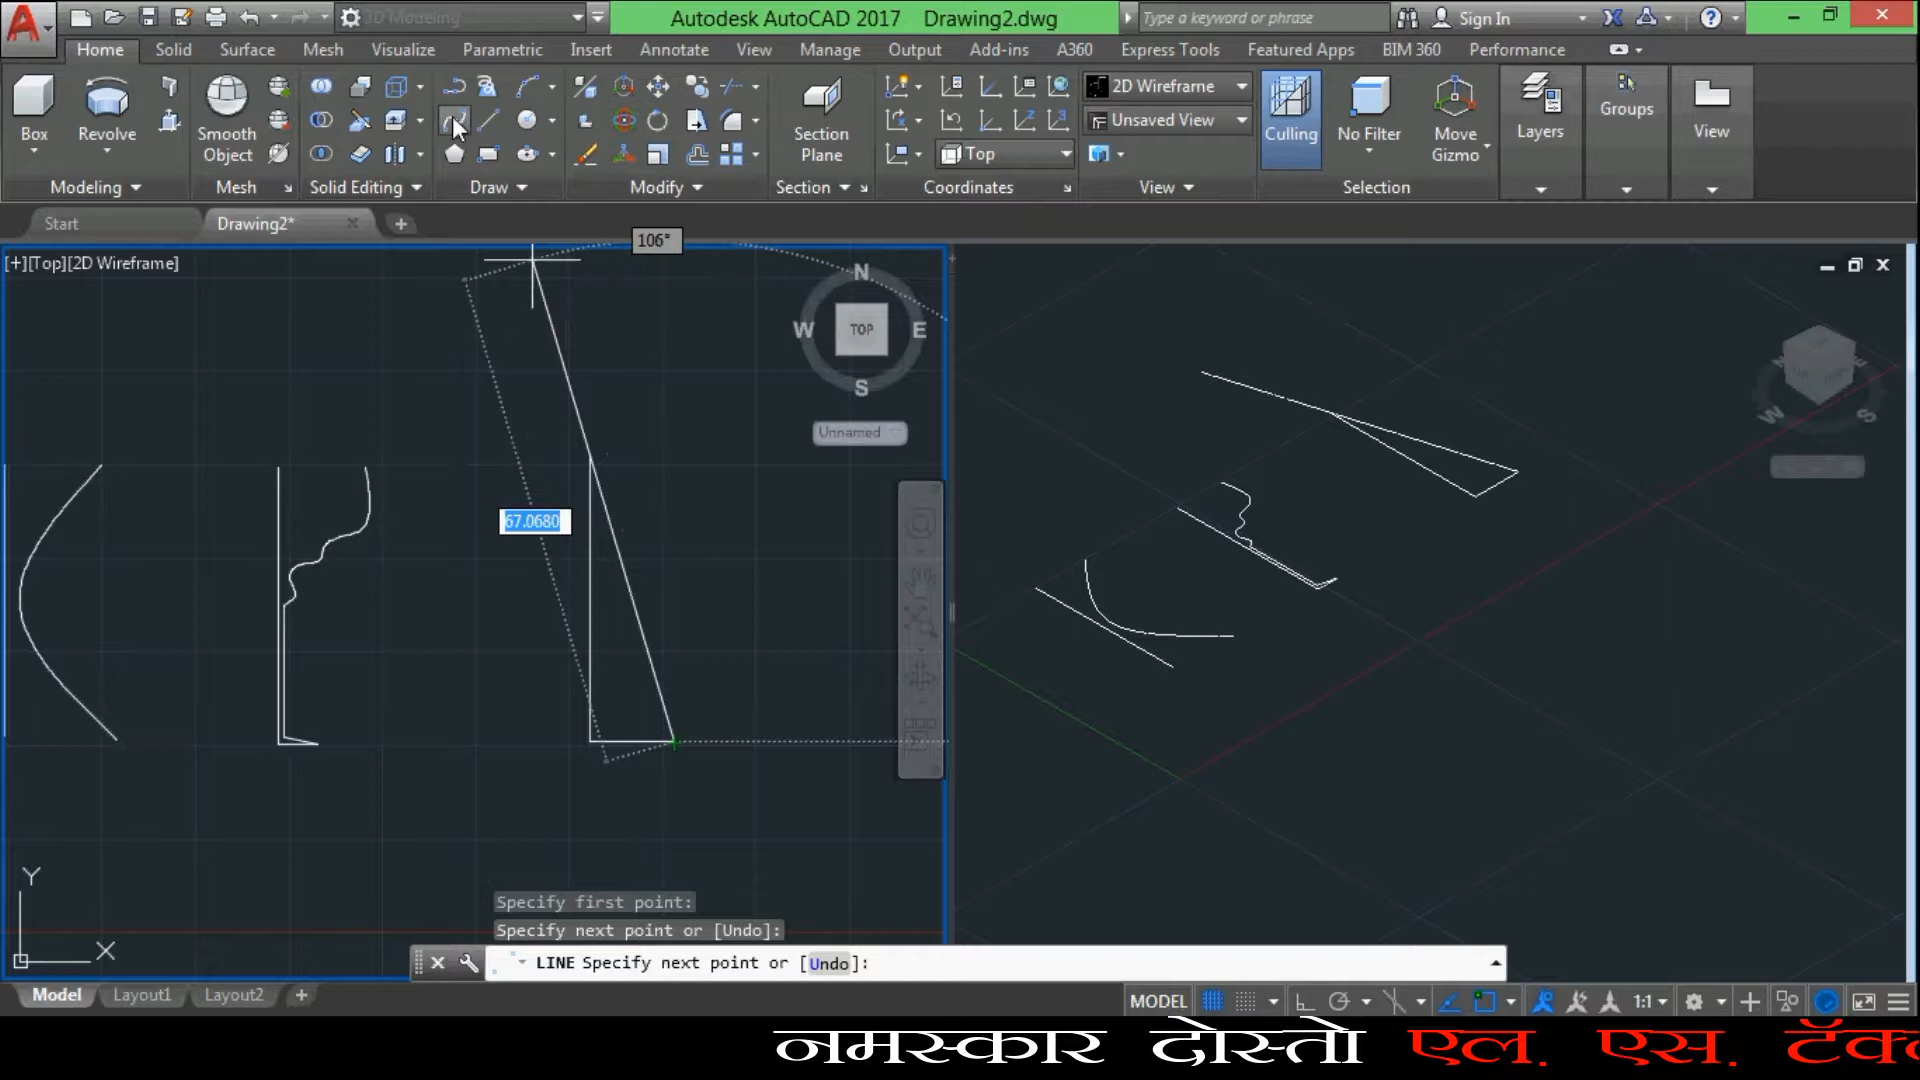 3D Modeling
Autodesk AutoCAD 2017 Drawing2.dwg
Type a keyword or phrase
Sign In
Home Solid Surface Mesh Visualize Parametric Insert Annotate View Manage Output Add-ins A360 Express Tools Featured Apps BIM 360 Performance
Box
Revolve
Smooth
Object
Section
Plane
2D Wireframe
Unsaved View
Top
Culling
No Filter
Move
Gizmo
Layers
Groups
View
Modeling Mesh Solid Editing Draw Modify Section Coordinates View Selection
Start Drawing2*
106°
[+][Top][2D Wireframe]
N
W TOP E
S
Unnamed
67.0680
W S
Y
X
Specify first point:
Specify next point or [Undo]:
LINE Specify next point or [Undo]:
Model Layout1 Layout2
MODEL 1:1
नमस्कार दोस्तो एल. एस.